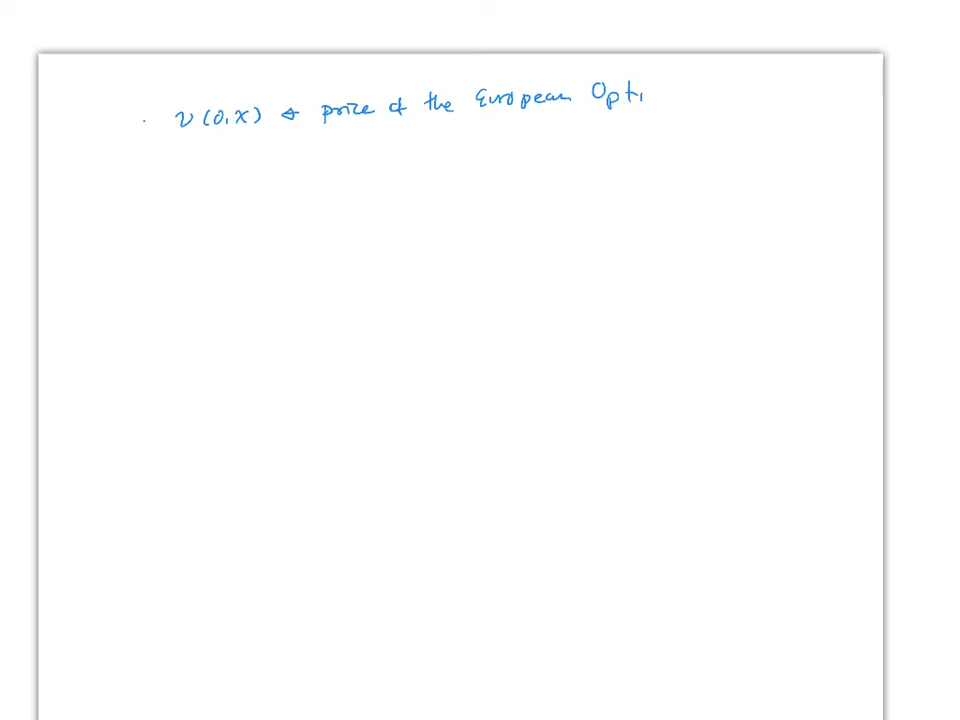 v(0,x) ← price of the European Opti